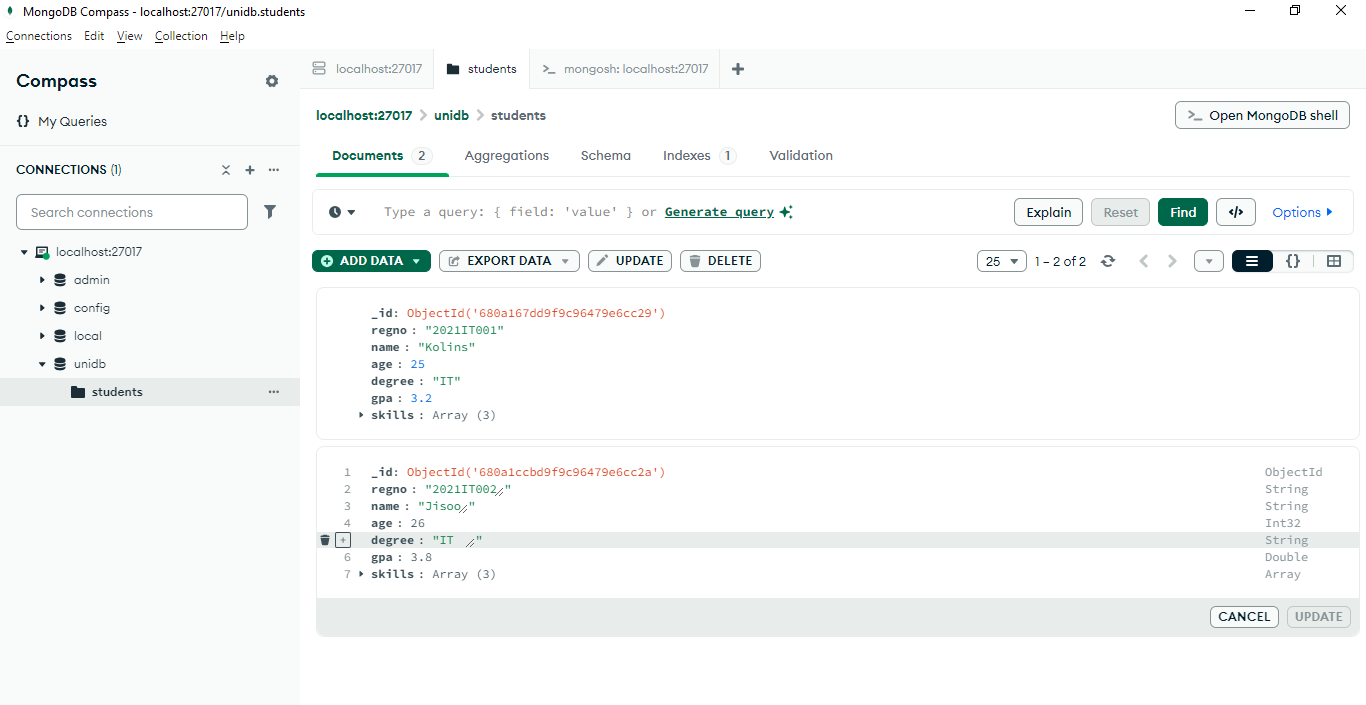 MongoDB Compass - localhost:27017/unidb.students
Connections Edit View Collection Help
Compass
{} My Queries
CONNECTIONS (1)
Search connections
localhost:27017
admin
config
local
unidb
students
localhost:27017 students >_ mongosh: localhost:27017 +
localhost:27017 > unidb > students
>_ Open MongoDB shell
Documents 2 Aggregations Schema Indexes 1 Validation
Type a query: { field: 'value' } or Generate query
Explain Reset Find </> Options
ADD DATA EXPORT DATA UPDATE DELETE
25 1 – 2 of 2 {}
_id: ObjectId('680a167dd9f9c96479e6cc29')
regno : "2021IT001"
name : "Kolins"
age : 25
degree : "IT"
gpa : 3.2
skills : Array (3)
1 _id: ObjectId('680a1ccbd9f9c96479e6cc2a') ObjectId
2 regno : "2021IT002" String
3 name : "Jisoo" String
4 age : 26 Int32
+ degree : "IT " String
6 gpa : 3.8 Double
7 skills : Array (3) Array
CANCEL UPDATE